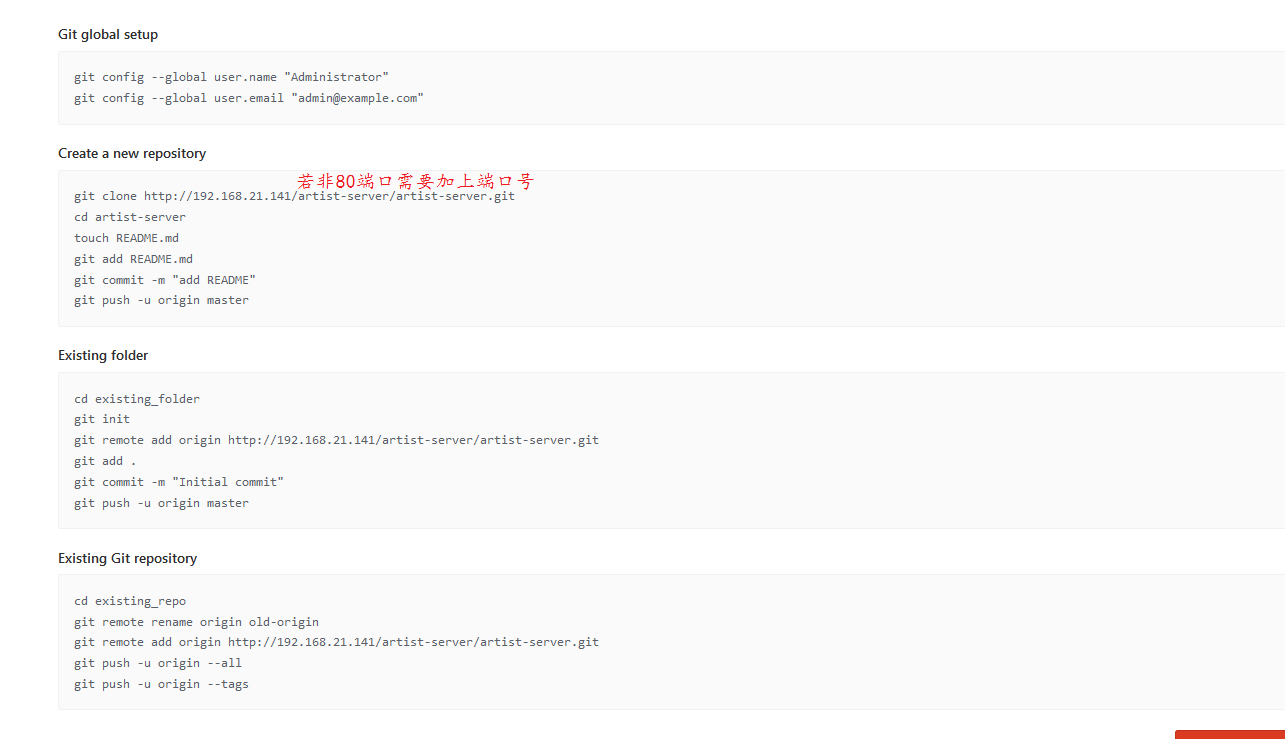 Git global setup
git config --global user.name "Administrator"
git config --global user.email "admin@example.com"
Create a new repository
若非80端口需要加上端口号
git clone http://192.168.21.141/artist-server/artist-server.git
cd artist-server
touch README.md
git add README.md
git commit -m "add README"
git push -u origin master
Existing folder
cd existing_folder
git init
git remote add origin http://192.168.21.141/artist-server/artist-server.git
git add .
git commit -m "Initial commit"
git push -u origin master
Existing Git repository
cd existing_repo
git remote rename origin old-origin
git remote add origin http://192.168.21.141/artist-server/artist-server.git
git push -u origin --all
git push -u origin --tags